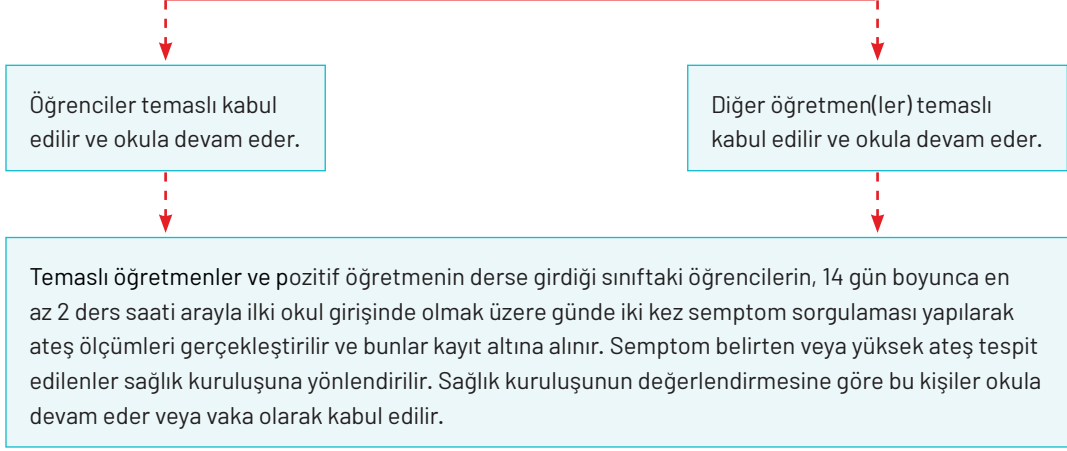 Öğrenciler temaslı kabul
edilir ve okula devam eder.
Diğer öğretmen(ler) temaslı
kabul edilir ve okula devam eder.
Temaslı öğretmenler ve pozitif öğretmenin derse girdiği sınıftaki öğrencilerin, 14 gün boyunca en
az 2 ders saati arayla ilki okul girişinde olmak üzere günde iki kez semptom sorgulaması yapılarak
ateş ölçümleri gerçekleştirilir ve bunlar kayıt altına alınır. Semptom belirten veya yüksek ateş tespit
edilenler sağlık kuruluşuna yönlendirilir. Sağlık kuruluşunun değerlendirmesine göre bu kişiler okula
devam eder veya vaka olarak kabul edilir.